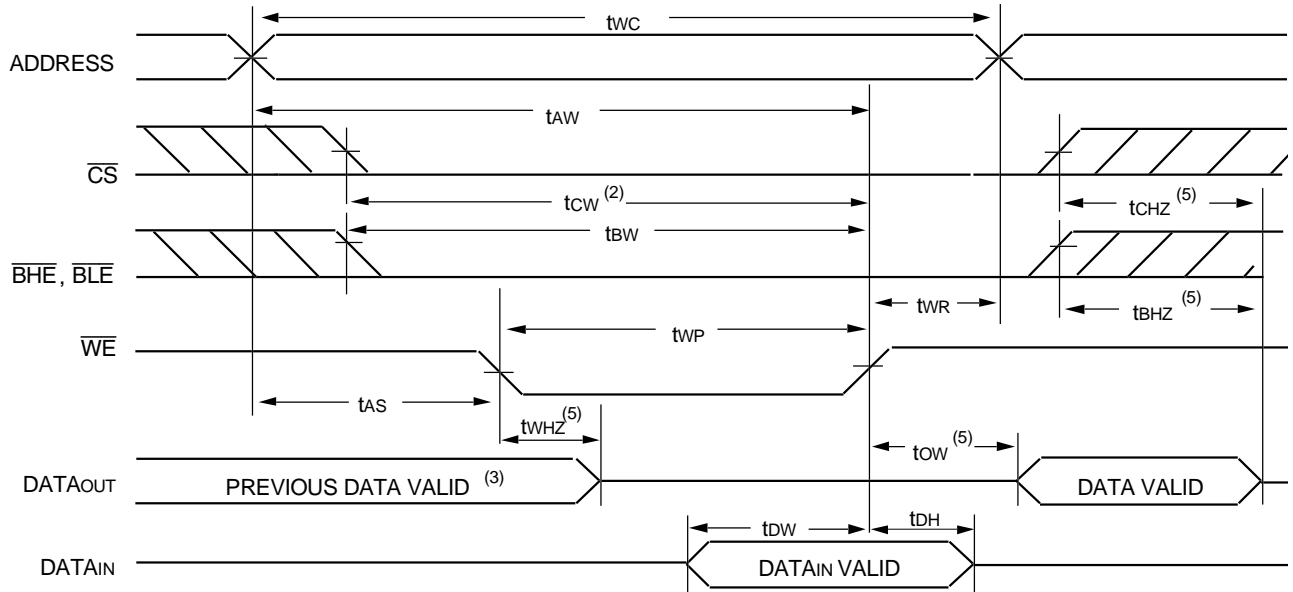 tWC
ADDRESS
tAW
CS
tCW (2)
tCHZ (5)
tBW
BHE, BLE
tWR
tBHZ (5)
tWP
WE
tAS
tWHZ (5)
tOW (5)
DATAOUT
PREVIOUS DATA VALID (3)
DATA VALID
tDW
tDH
DATAIN
DATAIN VALID